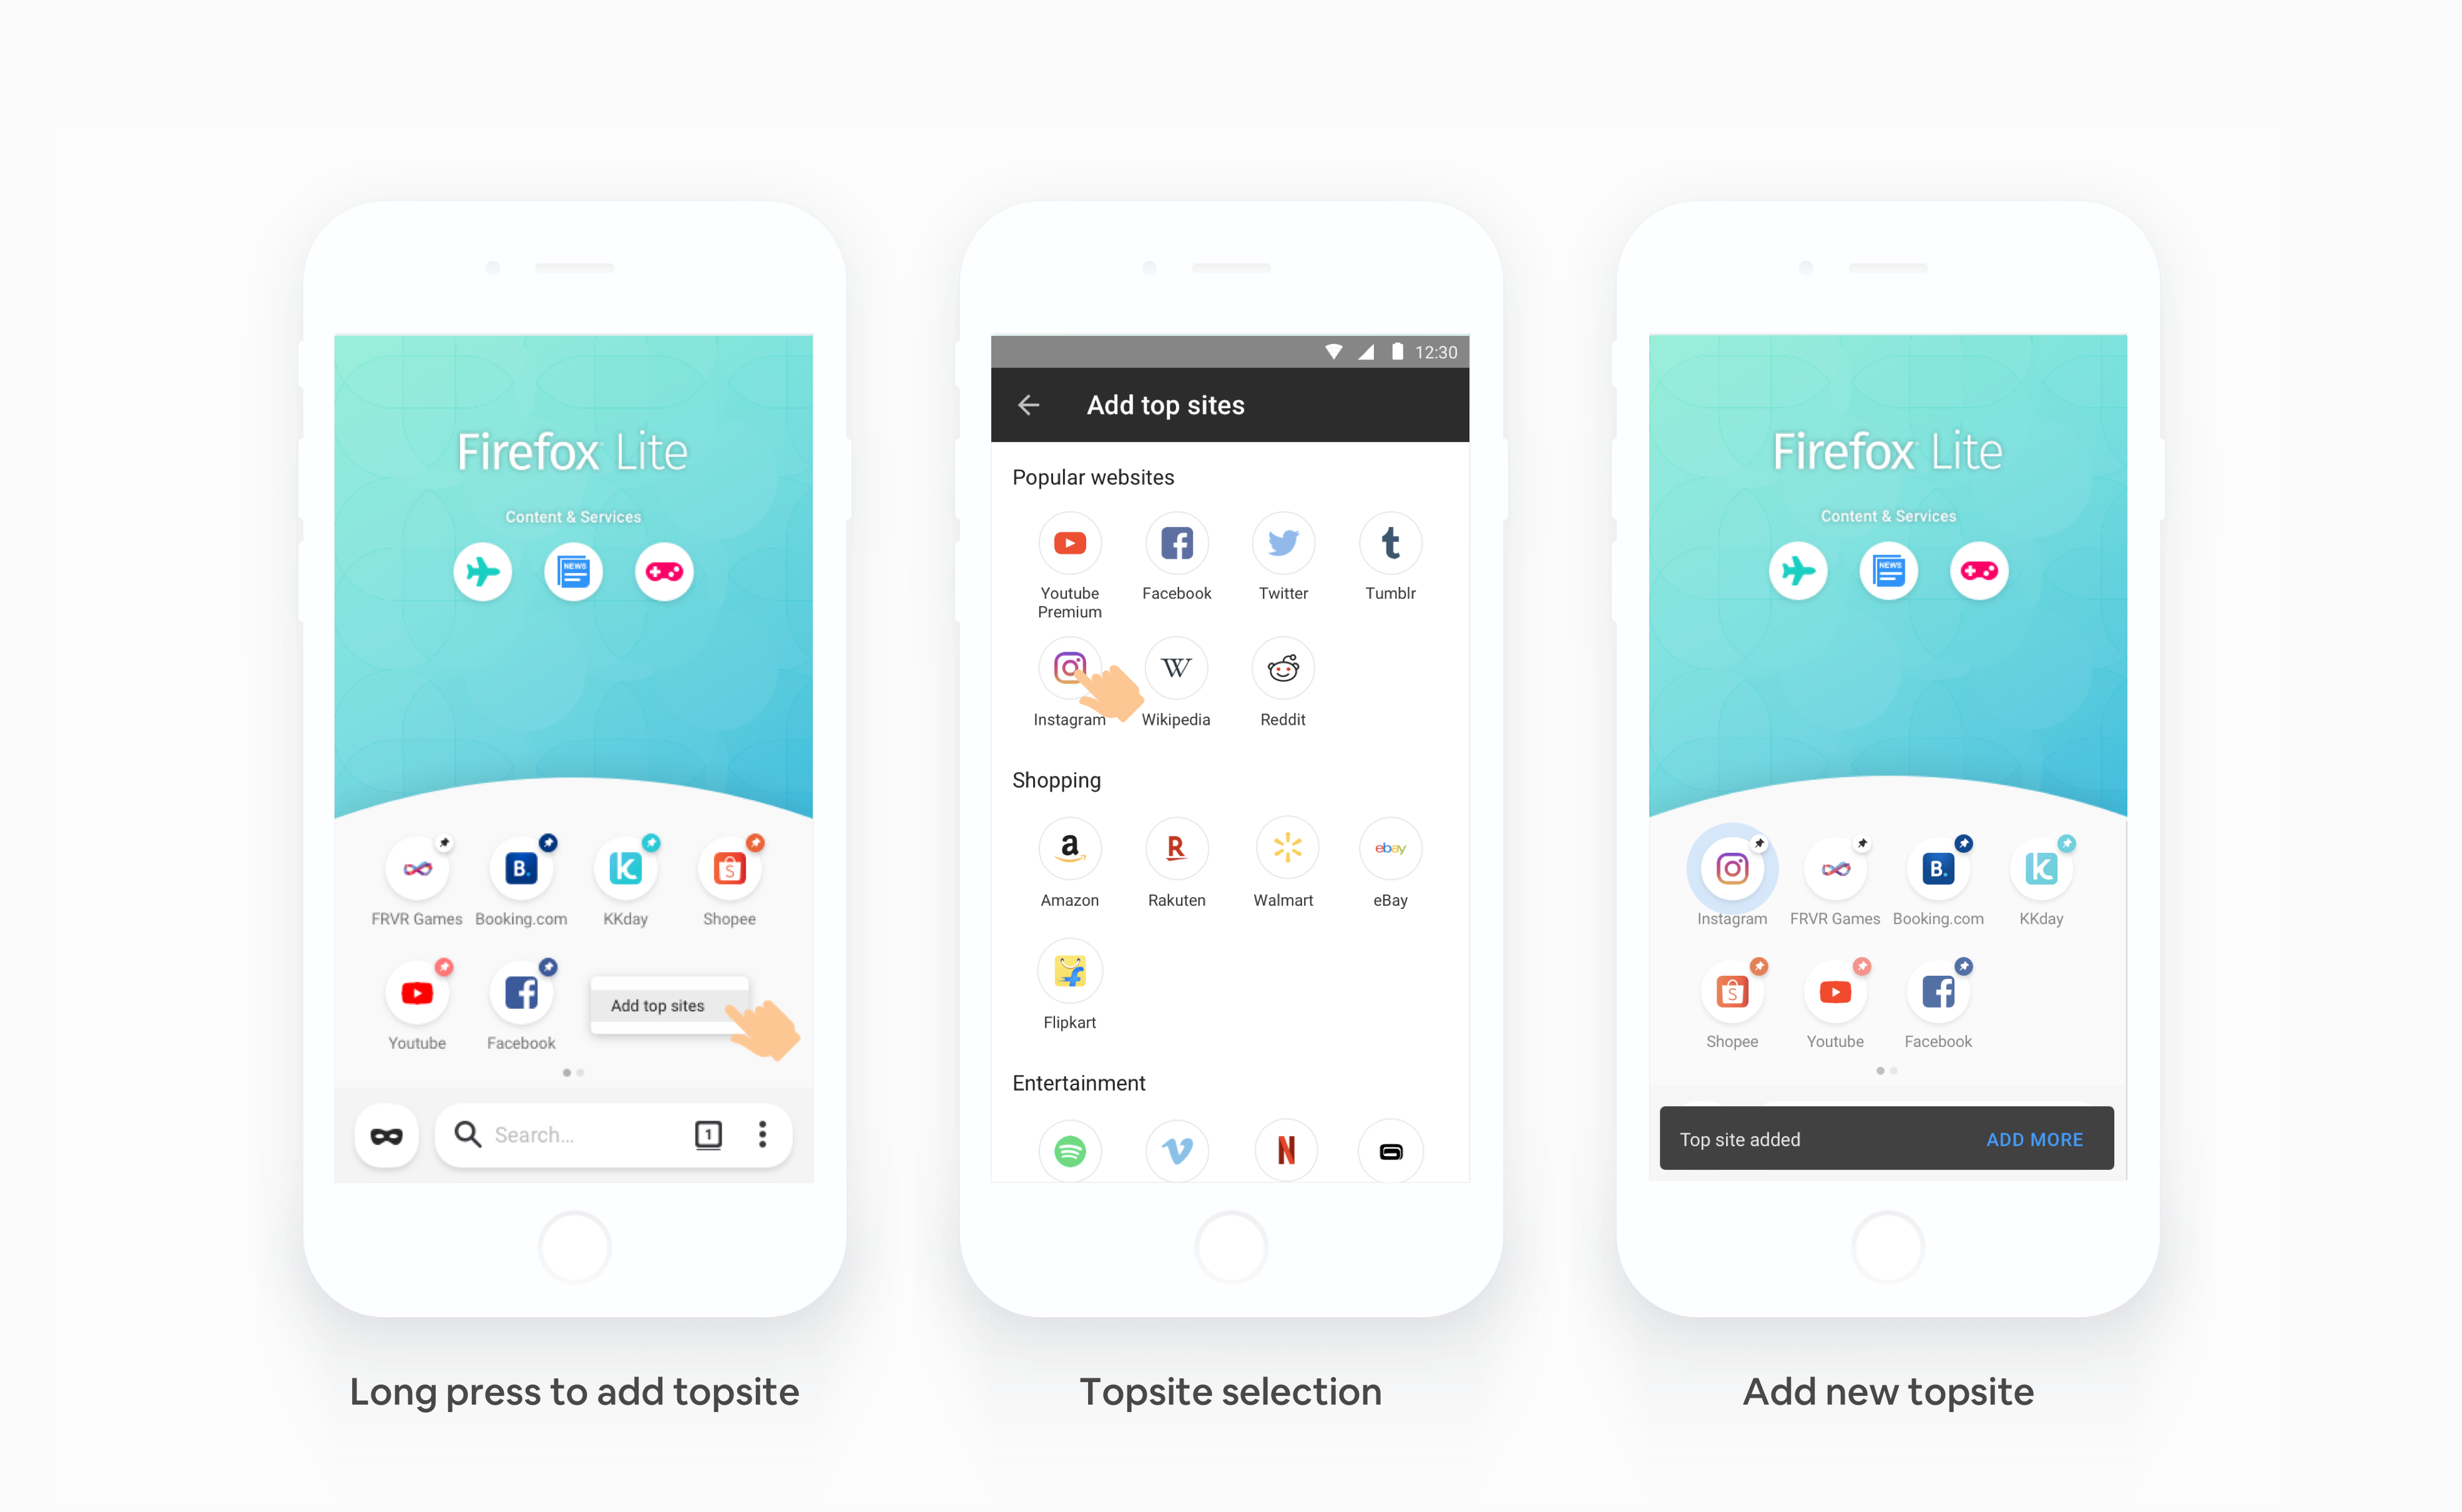 Firefox Lite
Content & Services
NEWS
B.
FRVR Games Booking.com KKday Shopee
Add top sites
Youtube Facebook
Search...
1
Long press to add topsite
12:30
Add top sites
Popular websites
Youtube Premium Facebook Twitter Tumblr
W
Instagram Wikipedia Reddit
Shopping
a R ebay
Amazon Rakuten Walmart eBay
Flipkart
Entertainment
Topsite selection
Firefox Lite
Content & Services
NEWS
B.
Instagram FRVR Games Booking.com KKday
Shopee Youtube Facebook
Top site added ADD MORE
Add new topsite